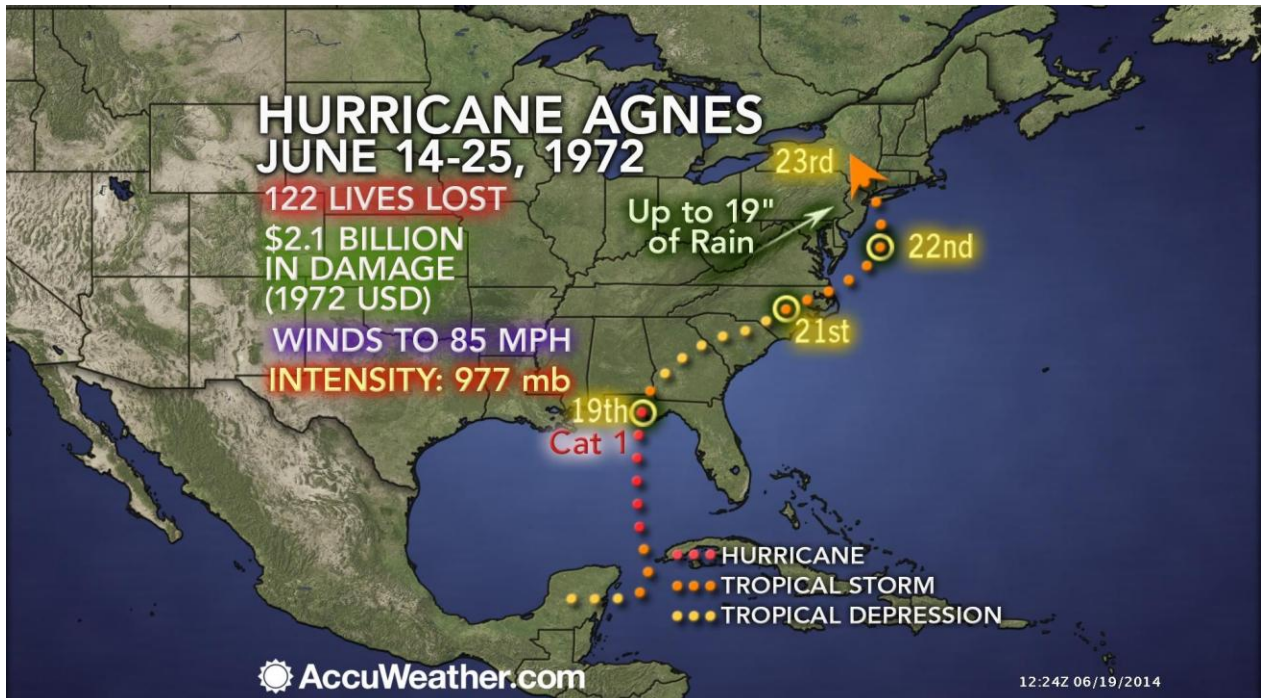 HURRICANE AGNES
JUNE 14-25, 1972
122 LIVES LOST
$2.1 BILLION
IN DAMAGE
(1972 USD)
WINDS TO 85 MPH
INTENSITY: 977 mb
23rd
Up to 19"
of Rain
22nd
21st
19th
Cat 1
HURRICANE
TROPICAL STORM
TROPICAL DEPRESSION
AccuWeather.com
12:24Z 06/19/2014